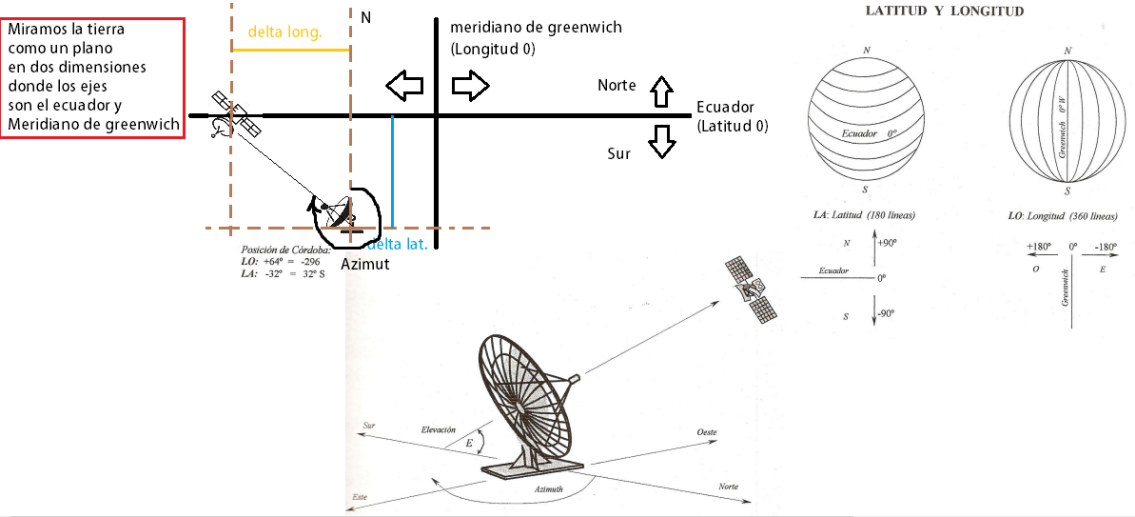 Miramos la tierra
como un plano
en dos dimensiones
donde los ejes
son el ecuador y
Meridiano de greenwich
delta long.
N
meridiano de greenwich
(Longitud 0)
Norte
Ecuador
(Latitud 0)
Sur
delta lat.
Posición de Córdoba:
LO: +64º = -296
LA: -32º = 32º S
Azimut
LATITUD Y LONGITUD
N
Ecuador 0º
S
LA: Latitud (180 líneas)
N
+90º
Ecuador
0º
S
-90º
N
Greenwich 0º W
S
LO: Longitud (360 líneas)
+180º 0º -180º
O
E
Greenwich
Sur
Elevación
E
Oeste
Azimuth
Norte
Este